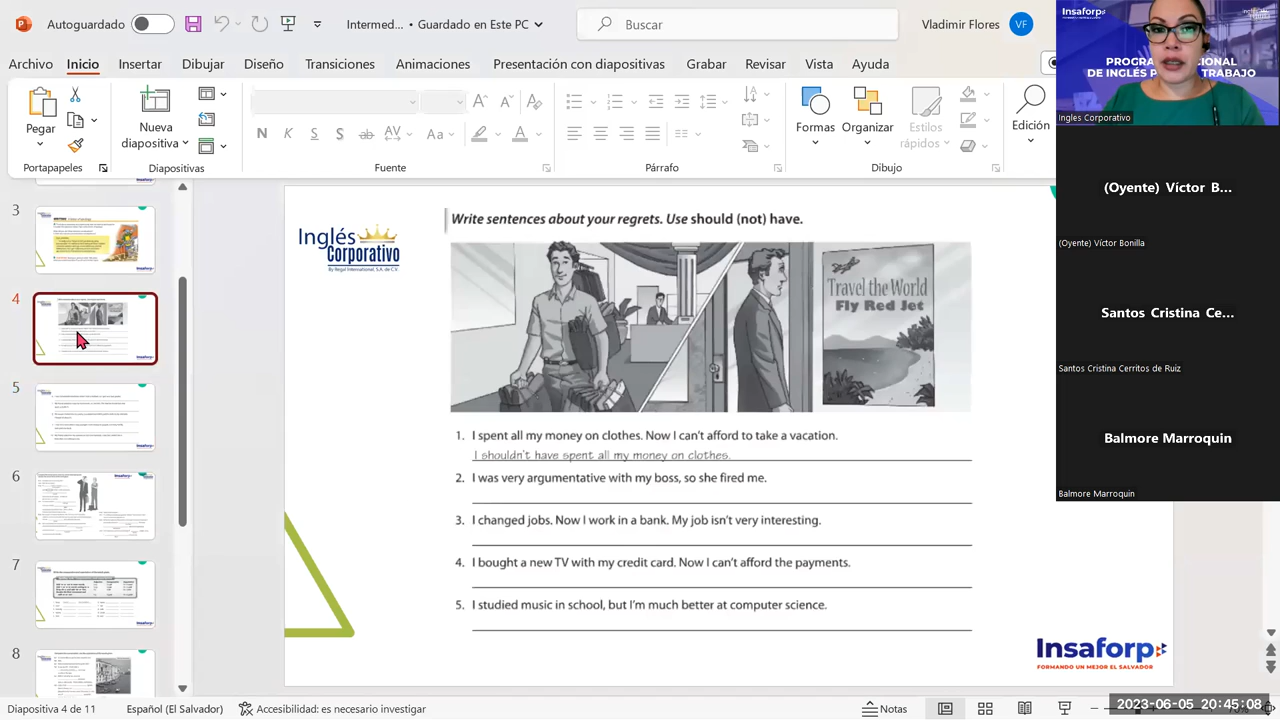 Autoguardado
• Guardado en Este PC
Buscar
Vladimir Flores
VF
Archivo
Inicio
Insertar
Dibujar
Diseño
Presentación con diapositivas
Grabar
Revisar
Vista
Ayuda
Pegar
Nueva
diapositiva
Formas
Organizar
Estilos
rápidos
Edición
Portapapeles
Diapositivas
Fuente
Párrafo
Dibujo
3
4
5
6
7
8
Inglés
corporativo
By Regal International, S.R. de C.V.
Write sentences about your regrets. Use should (not) have.
Travel the World
Fly Red Jet
1. I spent all my money on clothes. Now I can't afford to take a vacation.
I shouldn't have spent all my money on clothes.
2. I was very argumentative with my boss, so she fired me.
3. I changed jobs. Now I work in a bank. My job isn't very interesting.
4. I bought a new TV with my credit card. Now I can't afford the payments.
5. I studied music in school, but I'm much better at computer science.
Insaforp
FORMANDO UN MEJOR EL SALVADOR
Insaforp
DE INGLÉS
TRABAJO
Ingles Corporativo
(Oyente) Víctor B...
(Oyente) Víctor Bonilla
Santos Cristina Ce...
Santos Cristina Cerritos de Ruiz
Balmore Marroquin
Balmore Marroquin
Diapositiva 4 de 11
Español (El Salvador)
Accesibilidad: es necesario investi
Notas
2023-06-05 20:45:08